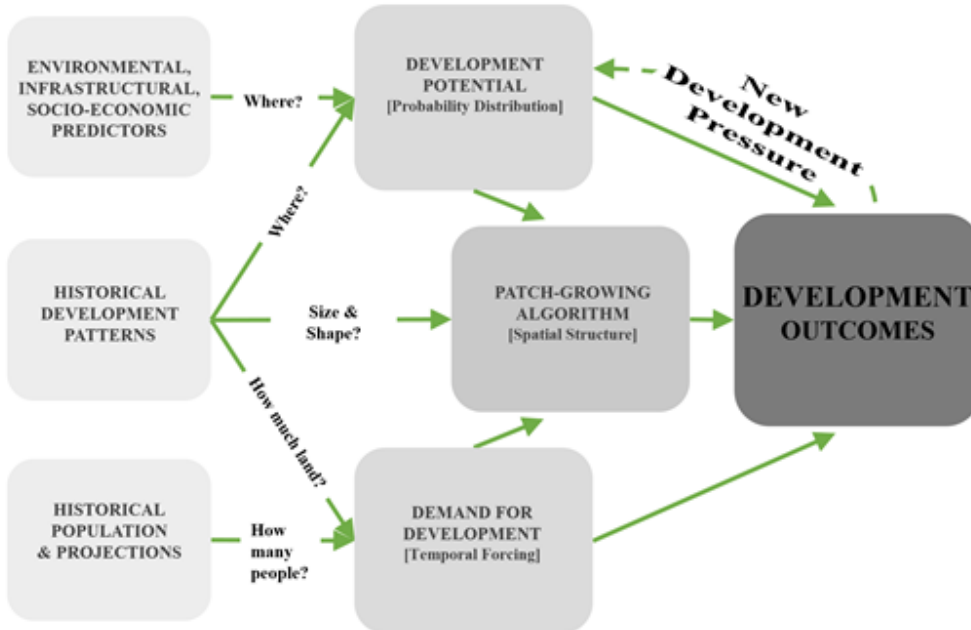 ENVIRONMENTAL,
INFRASTRUCTURAL,
SOCIO-ECONOMIC
PREDICTORS
Where?
DEVELOPMENT
POTENTIAL
[Probability Distribution]
New
Development
Pressure
Where?
HISTORICAL
DEVELOPMENT
PATTERNS
Size &
Shape?
PATCH-GROWING
ALGORITHM
[Spatial Structure]
DEVELOPMENT
OUTCOMES
How much land?
HISTORICAL
POPULATION
& PROJECTIONS
How
many
people?
DEMAND FOR
DEVELOPMENT
[Temporal Forcing]